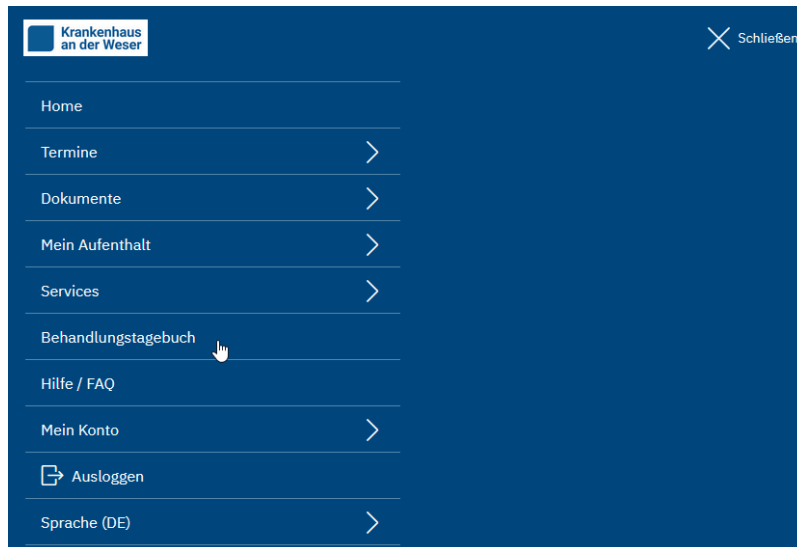 Krankenhaus
an der Weser
Schließen
Home
Termine
Dokumente
Mein Aufenthalt
Services
Behandlungstagebuch
Hilfe / FAQ
Mein Konto
Ausloggen
Sprache (DE)